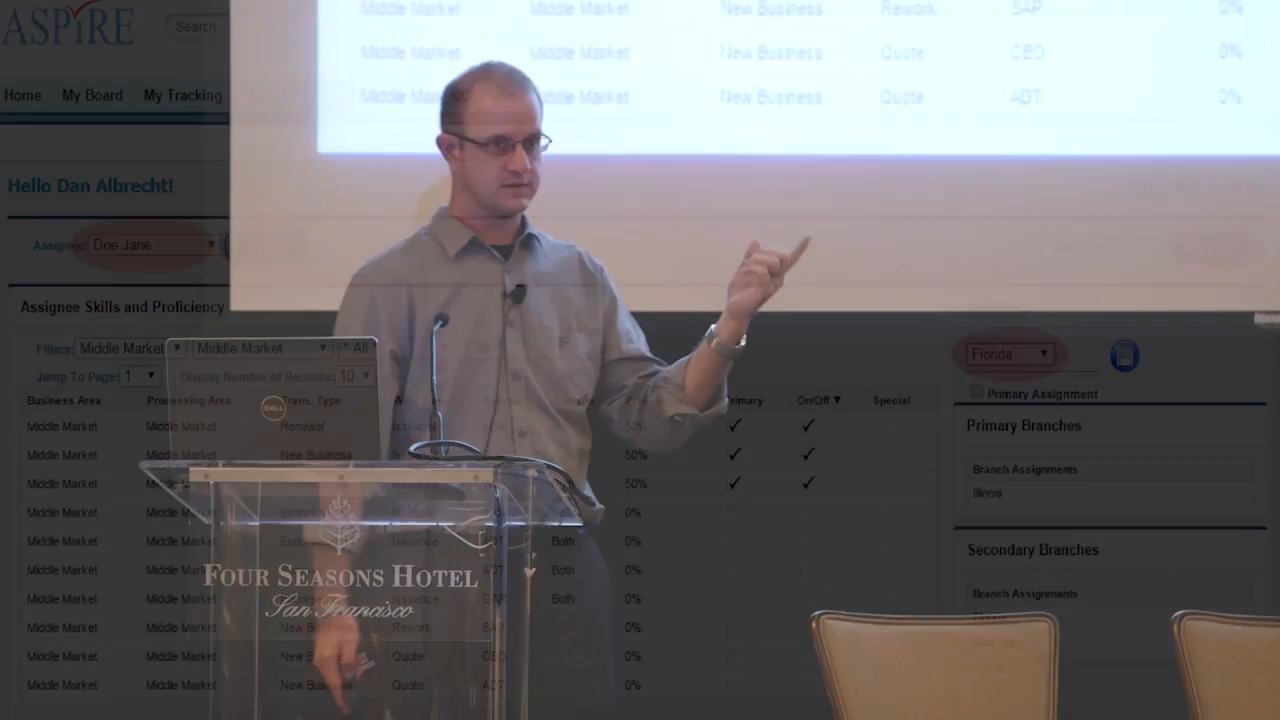 ASPiRE
Search
Home My Board My Tracking
Hello Dan Albrecht!
Assignee: Doe,Jane
Assignee Skills and Proficiency
Filters: Middle Market Middle Market * All
Jump To Page: 1 Display Number of Records: 10
Business Area Processing Area Trans. Type Primary On/Off Special
Middle Market Middle Market Renewal 50%
Middle Market Middle Market New Business 50%
Middle Market 50%
Middle Market Middle Market 0%
Middle Market Middle Market Issuance Both 0%
Middle Market Middle Market Both 0%
Middle Market Middle Market Issuance Both 0%
Middle Market Middle Market Rework 0%
Middle Market Middle Market Quote 0%
Middle Market Middle Market Quote 0%
Middle Market Middle Market New Business Rework SAP 0%
Middle Market Middle Market New Business Quote CEO 0%
Middle Market New Business Quote ADT 0%
Florida
Primary Assignment
Primary Branches
Branch Assignments
Illinois
Secondary Branches
Branch Assignments
DELL
FOUR SEASONS HOTEL
San Francisco